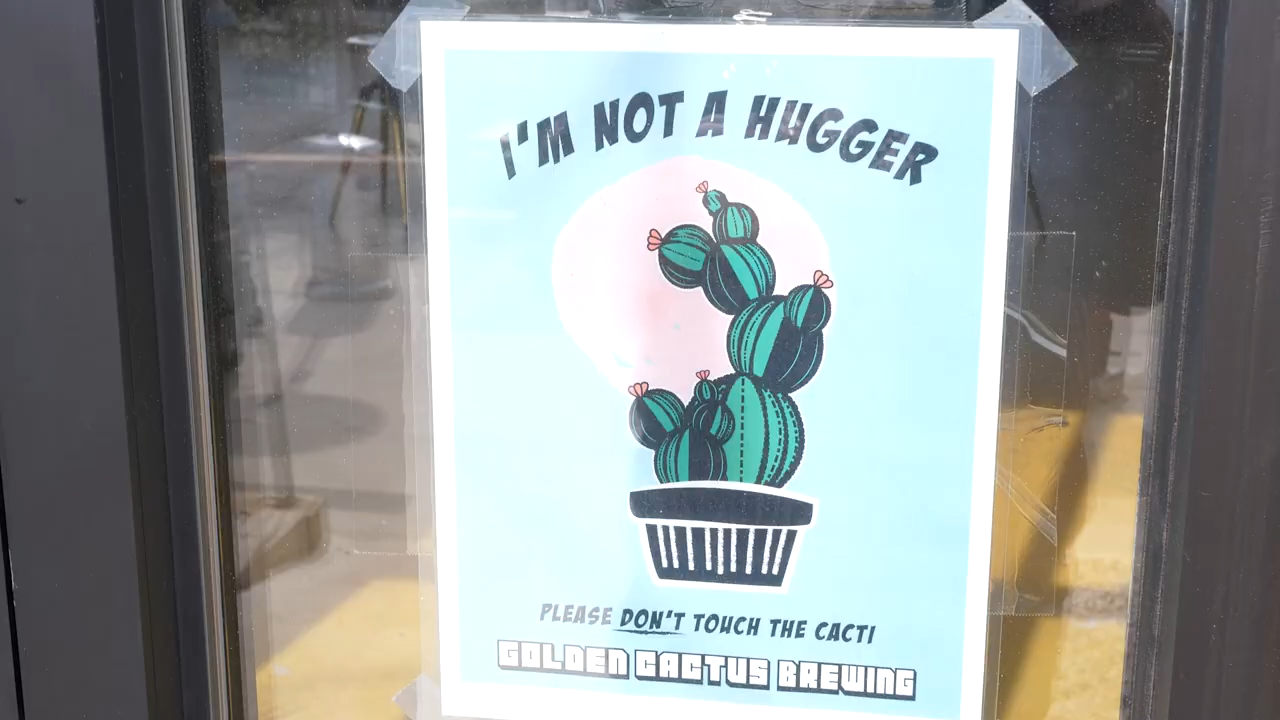 I'M NOT A HUGGER
PLEASE DON'T TOUCH THE CACTI
GOLDEN CACTUS BREWING